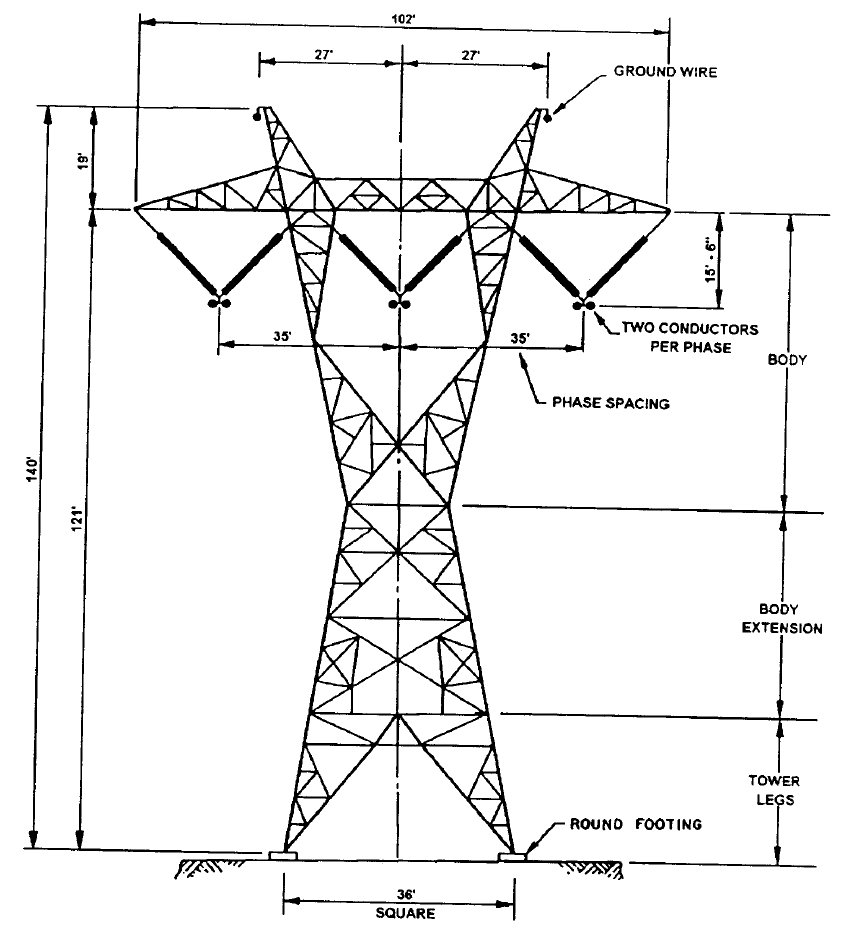 102'
27'
27'
GROUND WIRE
19'
15' - 6"
35'
35'
TWO CONDUCTORS
PER PHASE
BODY
PHASE SPACING
140'
121'
BODY
EXTENSION
TOWER
LEGS
ROUND FOOTING
36'
SQUARE